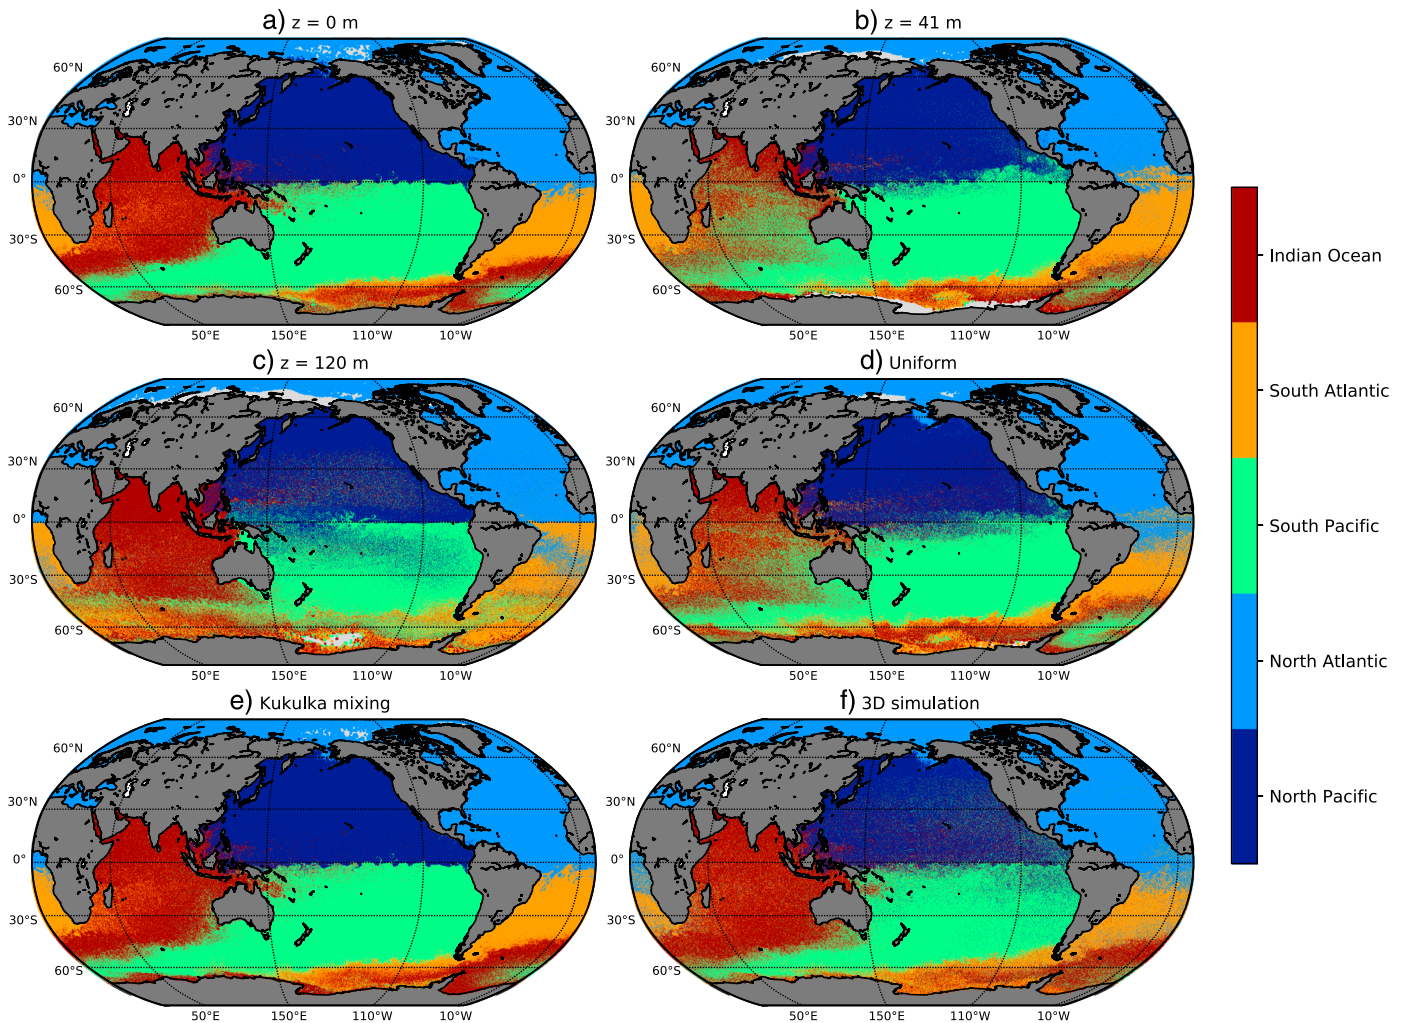 a) z = 0 m
b) z = 41 m
60°N
30°N
0°
30°S
60°S
50°E 150°E 110°W 10°W
60°N
30°N
0°
30°S
60°S
50°E 150°E 110°W 10°W
c) z = 120 m
d) Uniform
60°N
30°N
0°
30°S
60°S
50°E 150°E 110°W 10°W
60°N
30°N
0°
30°S
60°S
50°E 150°E 110°W 10°W
e) Kukulka mixing
f) 3D simulation
60°N
30°N
0°
30°S
60°S
50°E 150°E 110°W 10°W
60°N
30°N
0°
30°S
60°S
50°E 150°E 110°W 10°W
Indian Ocean
South Atlantic
South Pacific
North Atlantic
North Pacific